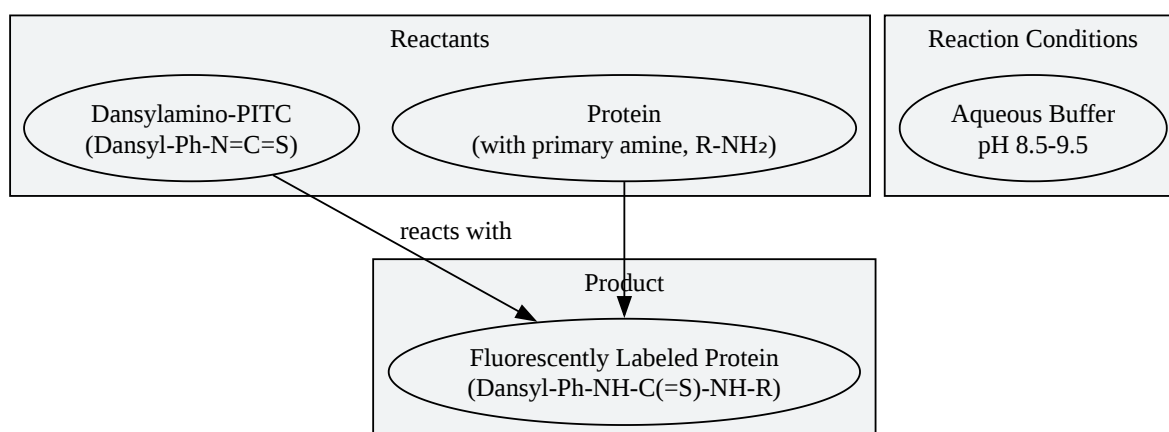 Reactants
Dansylamino-PITC
(Dansyl-Ph-N=C=S)
Protein
(with primary amine, R-NH₂)
Reaction Conditions
Aqueous Buffer
pH 8.5-9.5
reacts with
Product
Fluorescently Labeled Protein
(Dansyl-Ph-NH-C(=S)-NH-R)